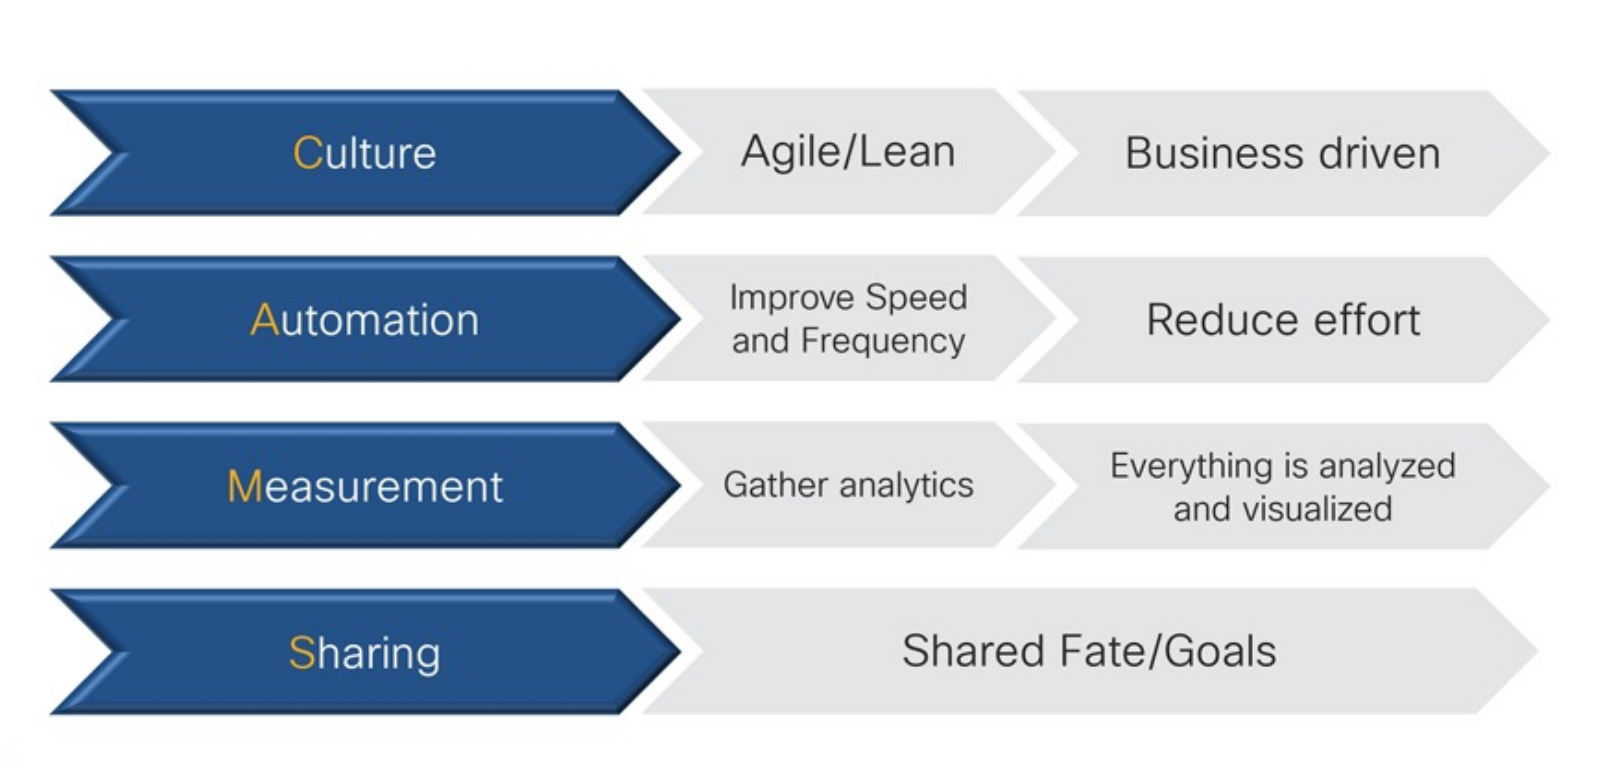 Culture
Agile/Lean
Business driven
Automation
Improve Speed
and Frequency
Reduce effort
Measurement
Gather analytics
Everything is analyzed
and visualized
Sharing
Shared Fate/Goals